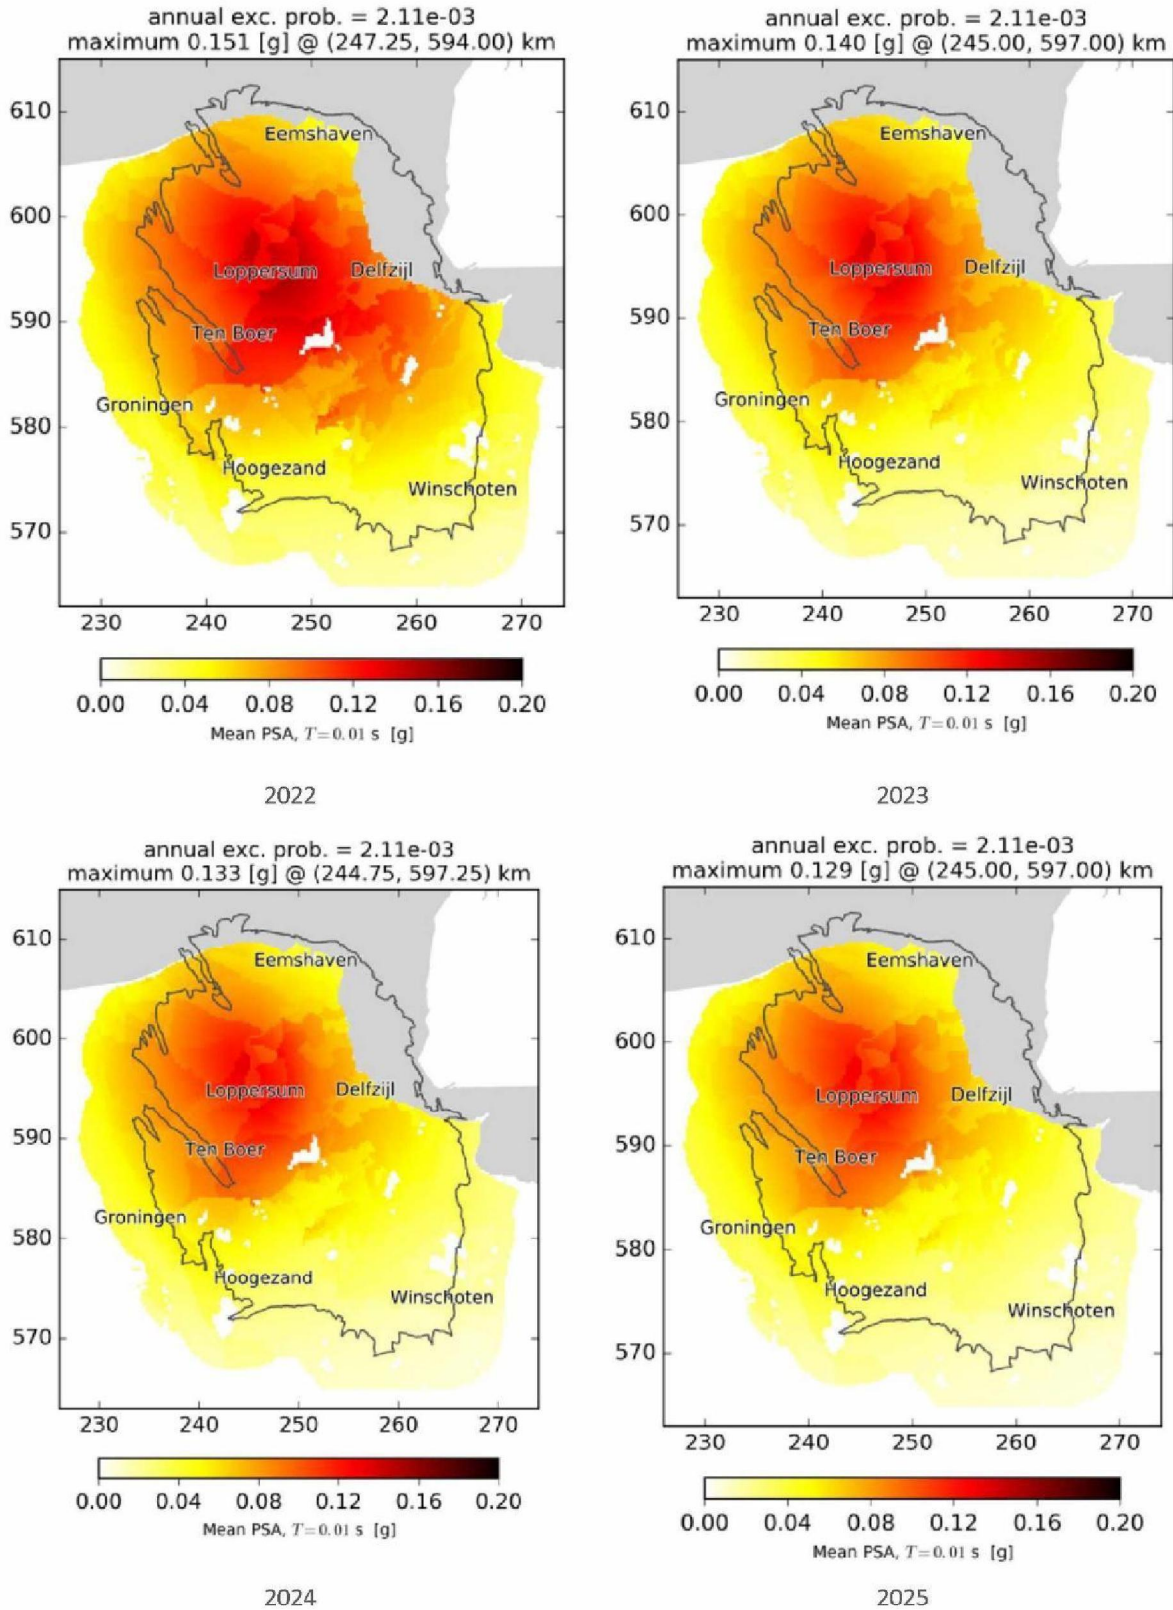 annual exc. prob. = 2.11e-03
maximum 0.151 [g] @ (247.25, 594.00) km
610
600
590
580
570
Eemshaven
Loppersum
Delfzijl
Ten Boer
Groningen
Hoogezand
Winschoten
230 240 250 260 270
0.00 0.04 0.08 0.12 0.16 0.20
Mean PSA, T=0.01 s [g]
2022
annual exc. prob. = 2.11e-03
maximum 0.140 [g] @ (245.00, 597.00) km
610
600
590
580
570
Eemshaven
Loppersum
Delfzijl
Ten Boer
Groningen
Hoogezand
Winschoten
230 240 250 260 270
0.00 0.04 0.08 0.12 0.16 0.20
Mean PSA, T=0.01 s [g]
2023
annual exc. prob. = 2.11e-03
maximum 0.133 [g] @ (244.75, 597.25) km
610
600
590
580
570
Eemshaven
Loppersum
Delfzijl
Ten Boer
Groningen
Hoogezand
Winschoten
230 240 250 260 270
0.00 0.04 0.08 0.12 0.16 0.20
Mean PSA, T=0.01 s [g]
2024
annual exc. prob. = 2.11e-03
maximum 0.129 [g] @ (245.00, 597.00) km
610
600
590
580
570
Eemshaven
Loppersum
Delfzijl
Ten Boer
Groningen
Hoogezand
Winschoten
230 240 250 260 270
0.00 0.04 0.08 0.12 0.16 0.20
Mean PSA, T=0.01 s [g]
2025